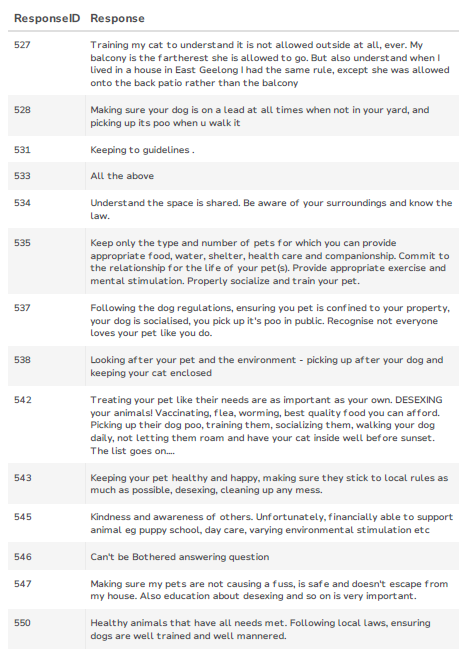 ResponseID Response
527 Training my cat to understand it is not allowed outside at all, ever. My
balcony is the fartherest she is allowed to go. But also understand when I
lived in a house in East Geelong I had the same rule, except she was allowed
onto the back patio rather than the balcony
528 Making sure your dog is on a lead at all times when not in your yard, and
picking up its poo when u walk it
531 Keeping to guidelines .
533 All the above
534 Understand the space is shared. Be aware of your surroundings and know the
law.
535 Keep only the type and number of pets for which you can provide
appropriate food, water, shelter, health care and companionship. Commit to
the relationship for the life of your pet(s). Provide appropriate exercise and
mental stimulation. Properly socialize and train your pet.
537 Following the dog regulations, ensuring you pet is confined to your property,
your dog is socialised, you pick up it's poo in public. Recognise not everyone
loves your pet like you do.
538 Looking after your pet and the environment - picking up after your dog and
keeping your cat enclosed
542 Treating your pet like their needs are as important as your own. DESEXING
your animals! Vaccinating, flea, worming, best quality food you can afford.
Picking up their dog poo, training them, socializing them, walking your dog
daily, not letting them roam and have your cat inside well before sunset.
The list goes on....
543 Keeping your pet healthy and happy, making sure they stick to local rules as
much as possible, desexing, cleaning up any mess.
545 Kindness and awareness of others. Unfortunately, financially able to support
animal eg puppy school, day care, varying environmental stimulation etc
546 Can't be Bothered answering question
547 Making sure my pets are not causing a fuss, is safe and doesn't escape from
my house. Also education about desexing and so on is very important.
550 Healthy animals that have all needs met. Following local laws, ensuring
dogs are well trained and well mannered.